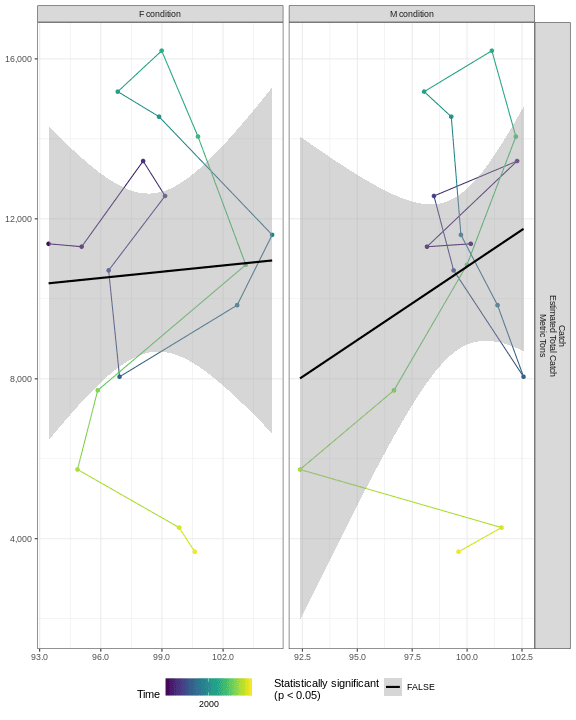 F condition
M condition
16,000
12,000
8,000
4,000
Catch
Estimated Total Catch
Metric Tons
93.0 96.0 99.0 102.0
92.5 95.0 97.5 100.0 102.5
Time
2000
Statistically significant
(p < 0.05)
FALSE